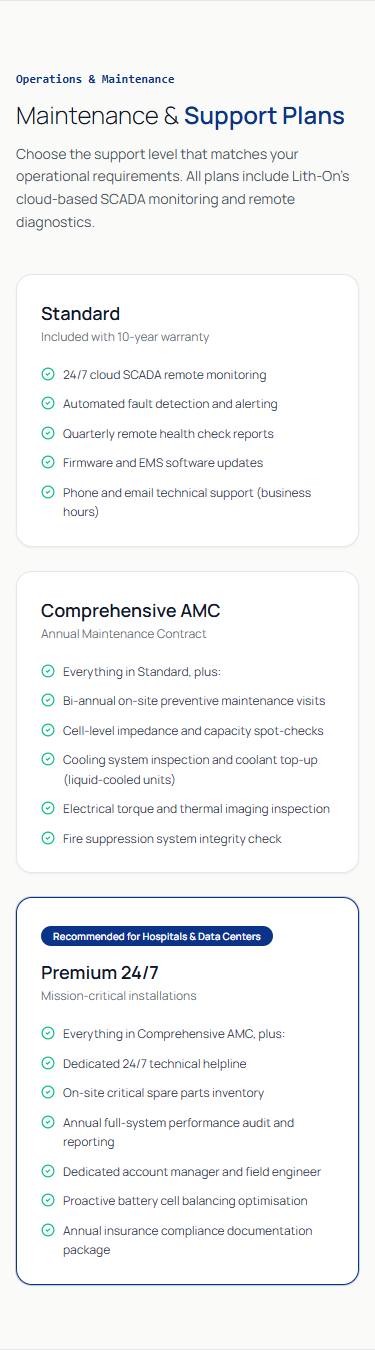 Operations & Maintenance
Maintenance & Support Plans
Choose the support level that matches your
operational requirements. All plans include Lith-On's
cloud-based SCADA monitoring and remote
diagnostics.
Standard
Included with 10-year warranty
24/7 cloud SCADA remote monitoring
Automated fault detection and alerting
Quarterly remote health check reports
Firmware and EMS software updates
Phone and email technical support (business
hours)
Comprehensive AMC
Annual Maintenance Contract
Everything in Standard, plus:
Bi-annual on-site preventive maintenance visits
Cell-level impedance and capacity spot-checks
Cooling system inspection and coolant top-up
(liquid-cooled units)
Electrical torque and thermal imaging inspection
Fire suppression system integrity check
Recommended for Hospitals & Data Centers
Premium 24/7
Mission-critical installations
Everything in Comprehensive AMC, plus:
Dedicated 24/7 technical helpline
On-site critical spare parts inventory
Annual full-system performance audit and
reporting
Dedicated account manager and field engineer
Proactive battery cell balancing optimisation
Annual insurance compliance documentation
package